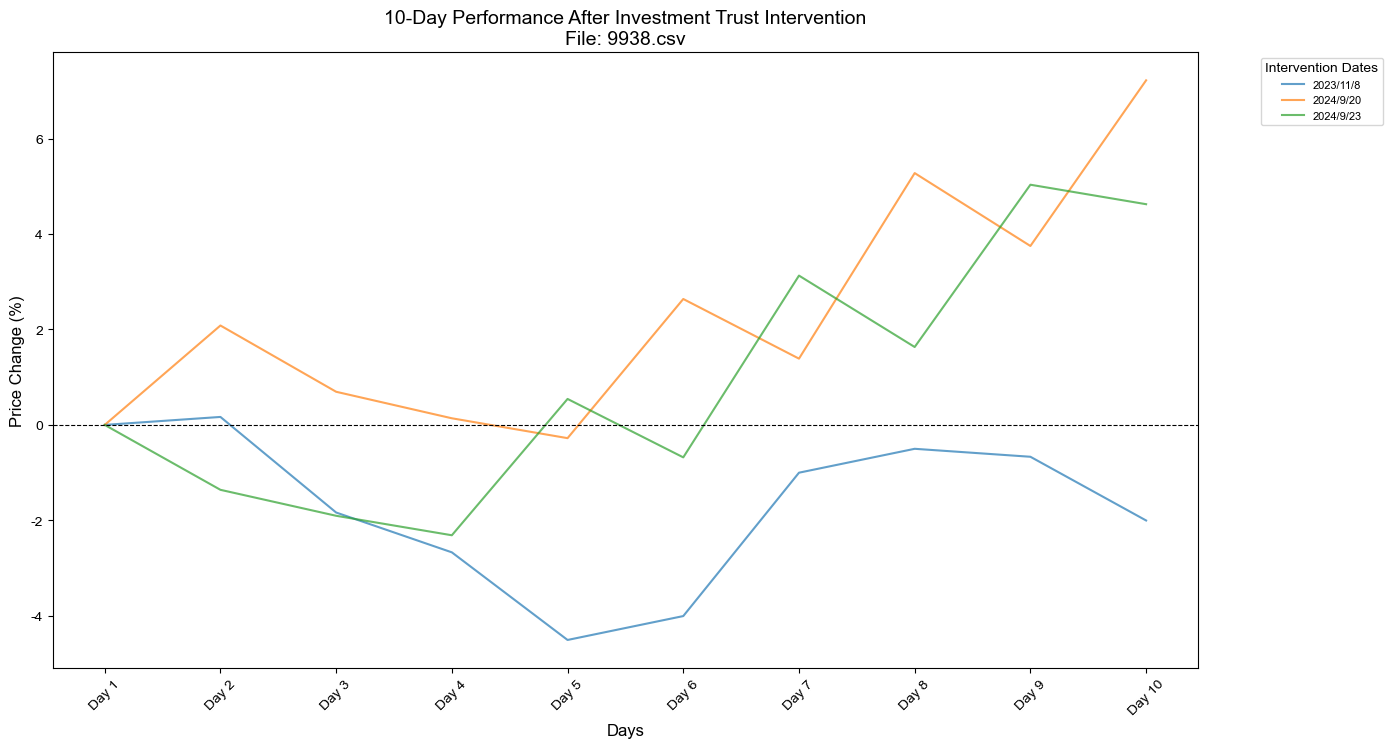 10-Day Performance After Investment Trust Intervention
File: 9938.csv
Intervention Dates
2023/11/8
2024/9/20
2024/9/23
Price Change (%)
6
4
2
0
-2
-4
Day 1
Day 2
Day 3
Day 4
Day 5
Day 6
Day 7
Day 8
Day 9
Day 10
Days